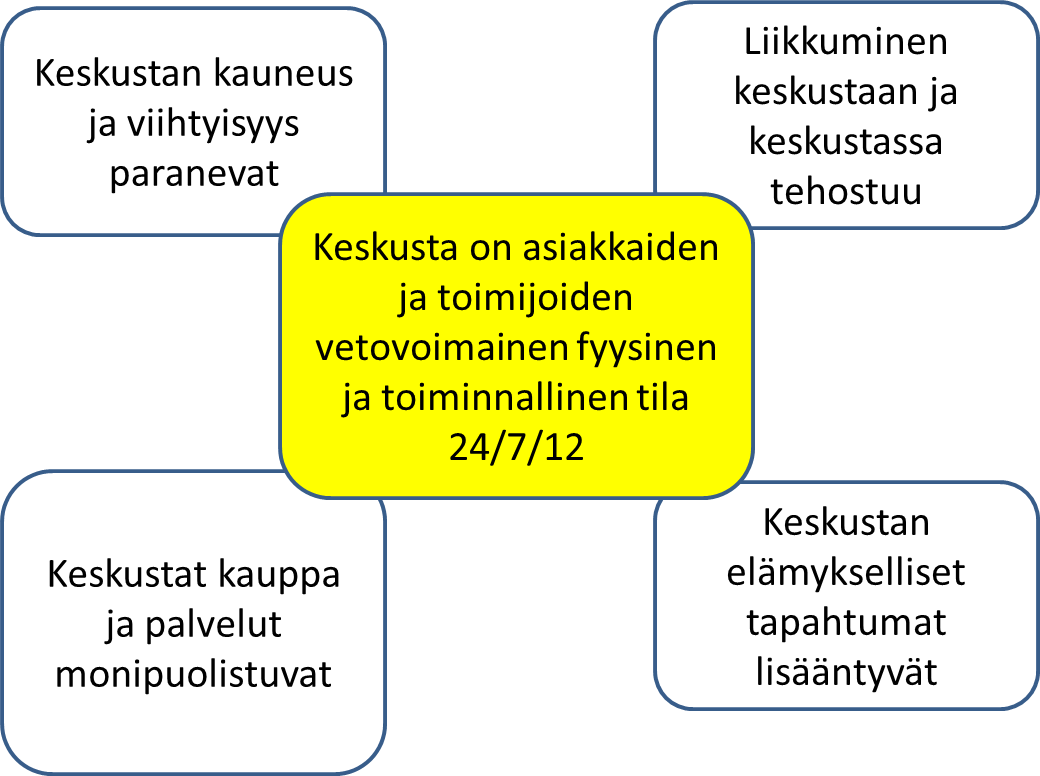 Keskustan kauneus
ja viihtyisyys
paranevat
Liikkuminen
keskustaan ja
keskustassa
tehostuu
Keskusta on asiakkaiden
ja toimijoiden
vetovoimainen fyysinen
ja toiminnallinen tila
24/7/12
Keskustat kauppa
ja palvelut
monipuolistuvat
Keskustan
elämykselliset
tapahtumat
lisääntyvät